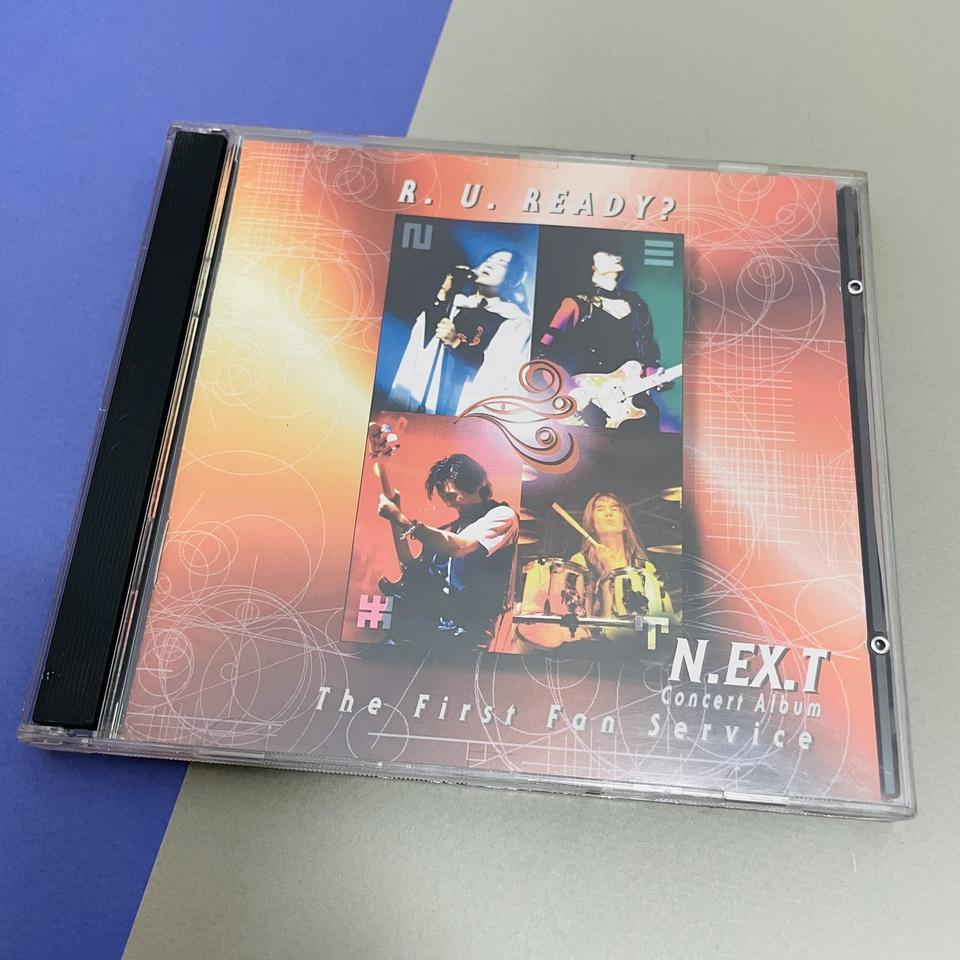 R. U. READY?
N.EX.T
Concert Album
The First Fan Service